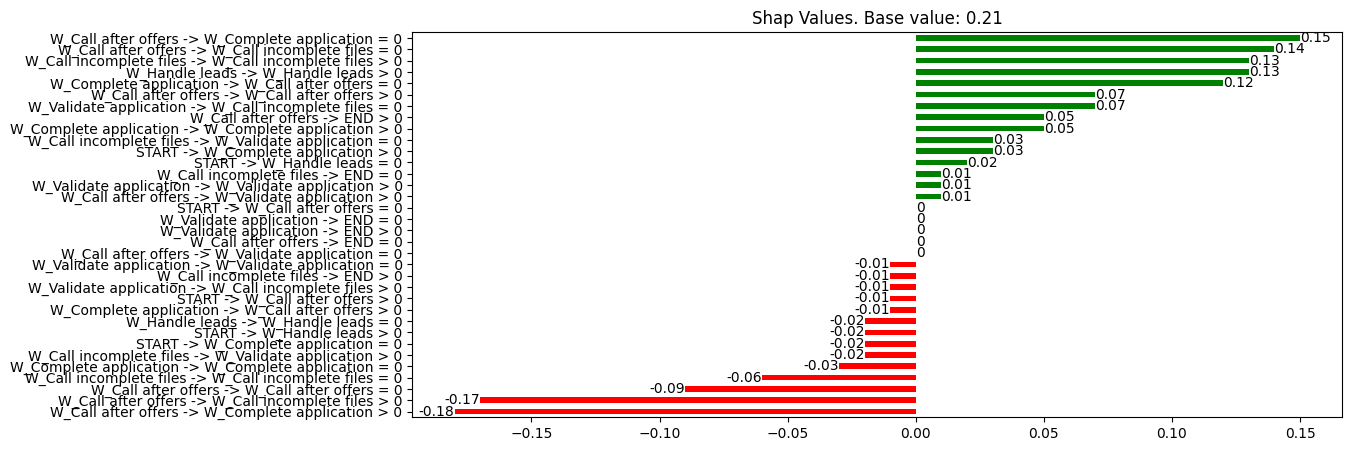 Shap Values. Base value: 0.21
W_Call after offers -> W_Complete application = 0 0.15
W_Call after offers -> W_Call incomplete files = 0 0.14
W_Call incomplete files -> W_Call incomplete files > 0 0.13
W_Handle leads -> W_Handle leads > 0 0.13
W_Complete application -> W_Call after offers = 0 0.12
W_Call after offers -> W_Call after offers > 0 0.07
W_Validate application -> W_Call incomplete files = 0 0.07
W_Call after offers -> END > 0 0.05
W_Complete application -> W_Complete application > 0 0.05
W_Call incomplete files -> W_Validate application = 0 0.03
START -> W_Complete application > 0 0.03
START -> W_Handle leads = 0 0.02
W_Call incomplete files -> END = 0 0.01
W_Validate application -> W_Validate application > 0 0.01
W_Call after offers -> W_Validate application > 0 0.01
START -> W_Call after offers = 0 0
W_Validate application -> END = 0 0
W_Validate application -> END > 0 0
W_Call after offers -> END = 0 0
W_Call after offers -> W_Validate application = 0 0
W_Validate application -> W_Validate application = 0 -0.01
W_Call incomplete files -> END > 0 -0.01
W_Validate application -> W_Call incomplete files > 0 -0.01
START -> W_Call after offers > 0 -0.01
W_Complete application -> W_Call after offers > 0 -0.01
W_Handle leads -> W_Handle leads = 0 -0.02
START -> W_Handle leads > 0 -0.02
START -> W_Complete application = 0 -0.02
W_Call incomplete files -> W_Validate application > 0 -0.02
W_Complete application -> W_Complete application = 0 -0.03
W_Call incomplete files -> W_Call incomplete files = 0 -0.06
W_Call after offers -> W_Call after offers = 0 -0.09
W_Call after offers -> W_Call incomplete files > 0 -0.17
W_Call after offers -> W_Complete application > 0 -0.18
−0.15 −0.10 −0.05 0.00 0.05 0.10 0.15